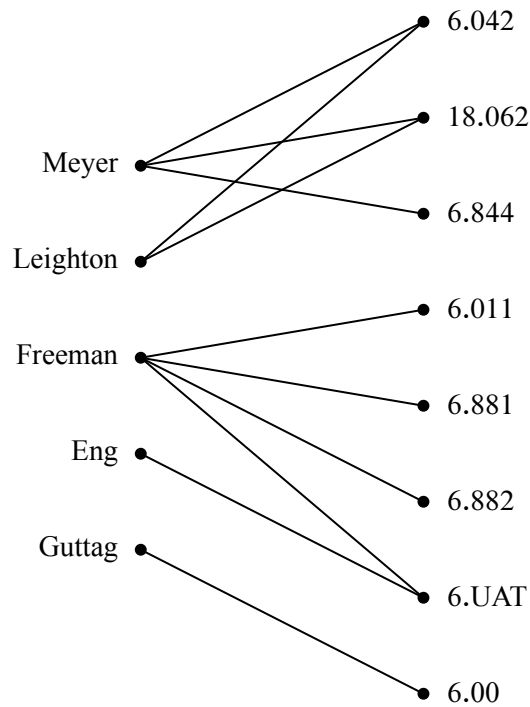 6.042
18.062
Meyer
6.844
Leighton
6.011
Freeman
6.881
Eng
6.882
Guttag
6.UAT
6.00